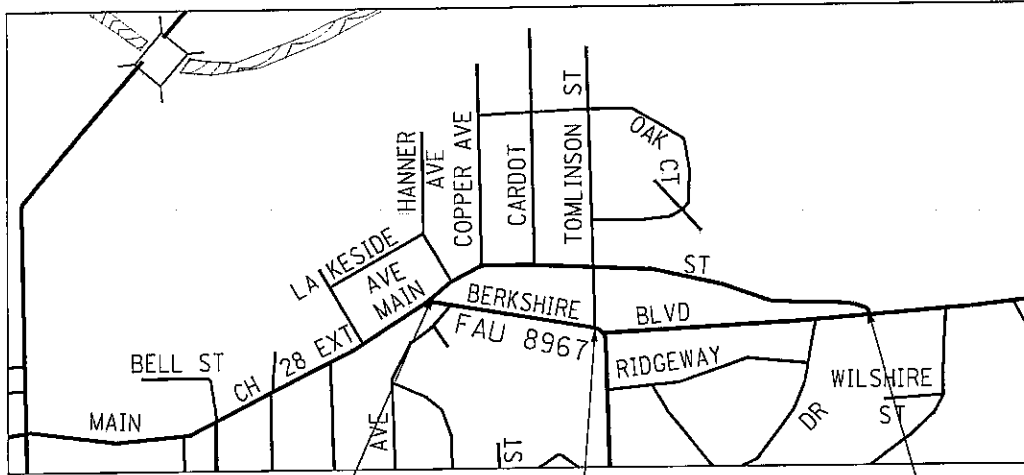 HANNER
AVE
COPPER AVE
CARDOT
TOMLINSON ST
OAK CT
LAKESIDE
AVE
MAIN ST
BERKSHIRE BLVD
FAU 8967
CH 28 EXT
BELL ST
MAIN
AVE
ST
RIDGEWAY
DR
WILSHIRE
ST